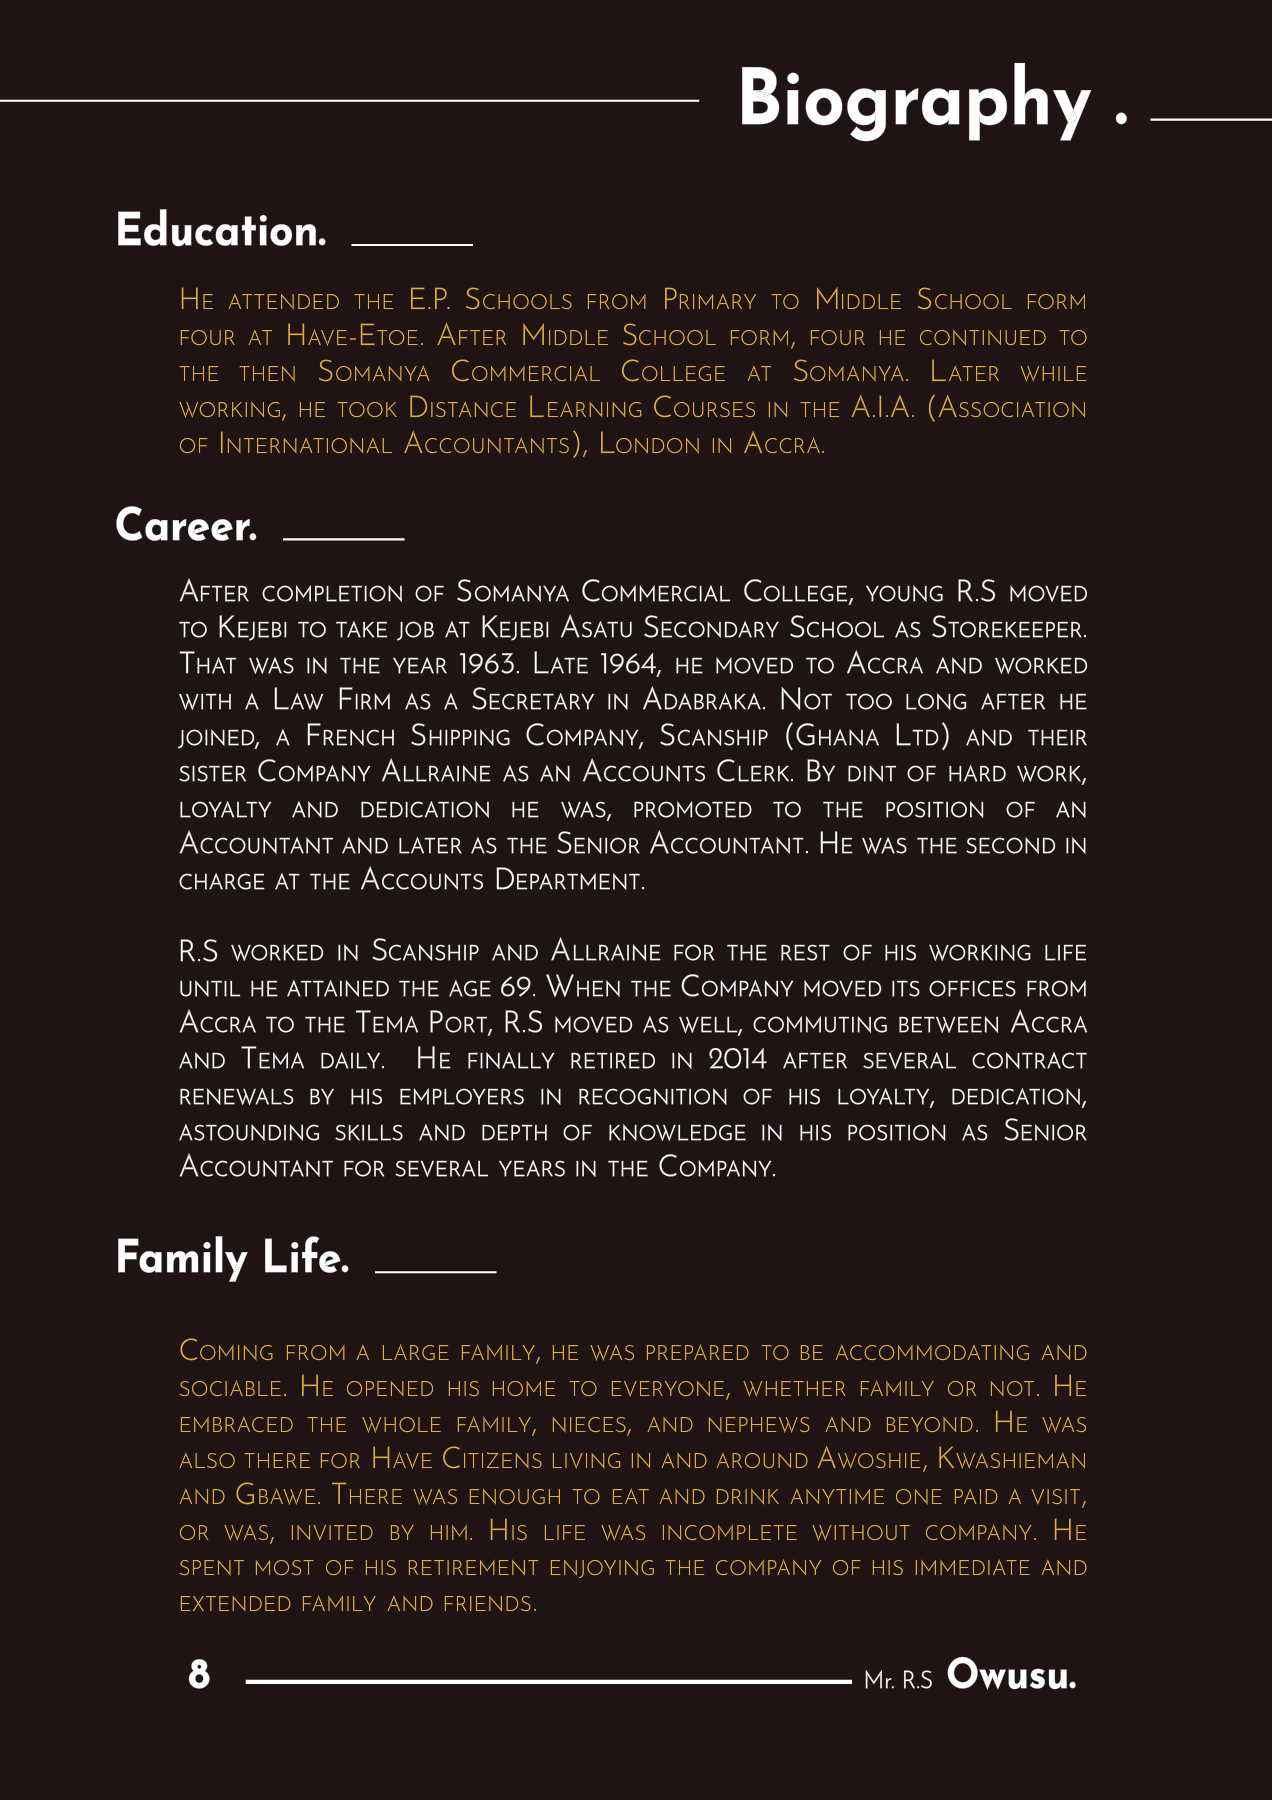 Biography .
Education.
He attended the E.P. Schools from Primary to Middle School form
four at Have-Etoe. After Middle School form, four he continued to
the then Somanya Commercial College at Somanya. Later while
working, he took Distance Learning Courses in the A.I.A. (Association
of International Accountants), London in Accra.
Career.
After completion of Somanya Commercial College, young R.S moved
to Kejebi to take job at Kejebi Asatu Secondary School as Storekeeper.
That was in the year 1963. Late 1964, he moved to Accra and worked
with a Law Firm as a Secretary in Adabraka. Not too long after he
joined, a French Shipping Company, Scanship (Ghana Ltd) and their
sister Company Allraine as an Accounts Clerk. By dint of hard work,
loyalty and dedication he was, promoted to the position of an
Accountant and later as the Senior Accountant. He was the second in
charge at the Accounts Department.
R.S worked in Scanship and Allraine for the rest of his working life
until he attained the age 69. When the Company moved its offices from
Accra to the Tema Port, R.S moved as well, commuting between Accra
and Tema daily. He finally retired in 2014 after several contract
renewals by his employers in recognition of his loyalty, dedication,
astounding skills and depth of knowledge in his position as Senior
Accountant for several years in the Company.
Family Life.
Coming from a large family, he was prepared to be accommodating and
sociable. He opened his home to everyone, whether family or not. He
embraced the whole family, nieces, and nephews and beyond. He was
also there for Have Citizens living in and around Awoshie, Kwashieman
and Gbawe. There was enough to eat and drink anytime one paid a visit,
or was, invited by him. His life was incomplete without company. He
spent most of his retirement enjoying the company of his immediate and
extended family and friends.
8 Mr. R.S Owusu.